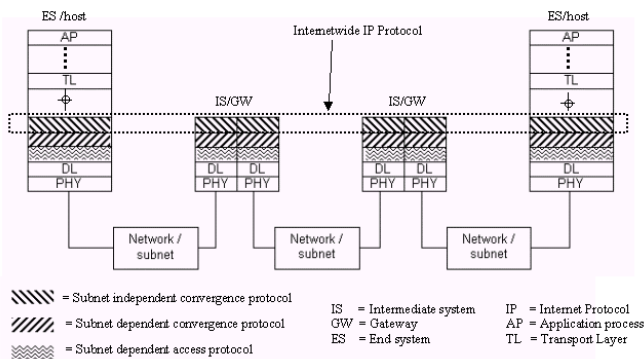 ES /host
ES/host
Internetwide IP Protocol
AP
AP
TL
TL
IS/GW
IS/GW
DL
DL
DL
DL
DL
DL
PHY
PHY
PHY
PHY
PHY
PHY
Network / subnet
Network / subnet
Network / subnet
= Subnet independent convergence protocol
= Subnet dependent convergence protocol
= Subnet dependent access protocol
IS = Intermediate system
GW = Gateway
ES = End system
IP = Internet Protocol
AP = Application process
TL = Transport Layer